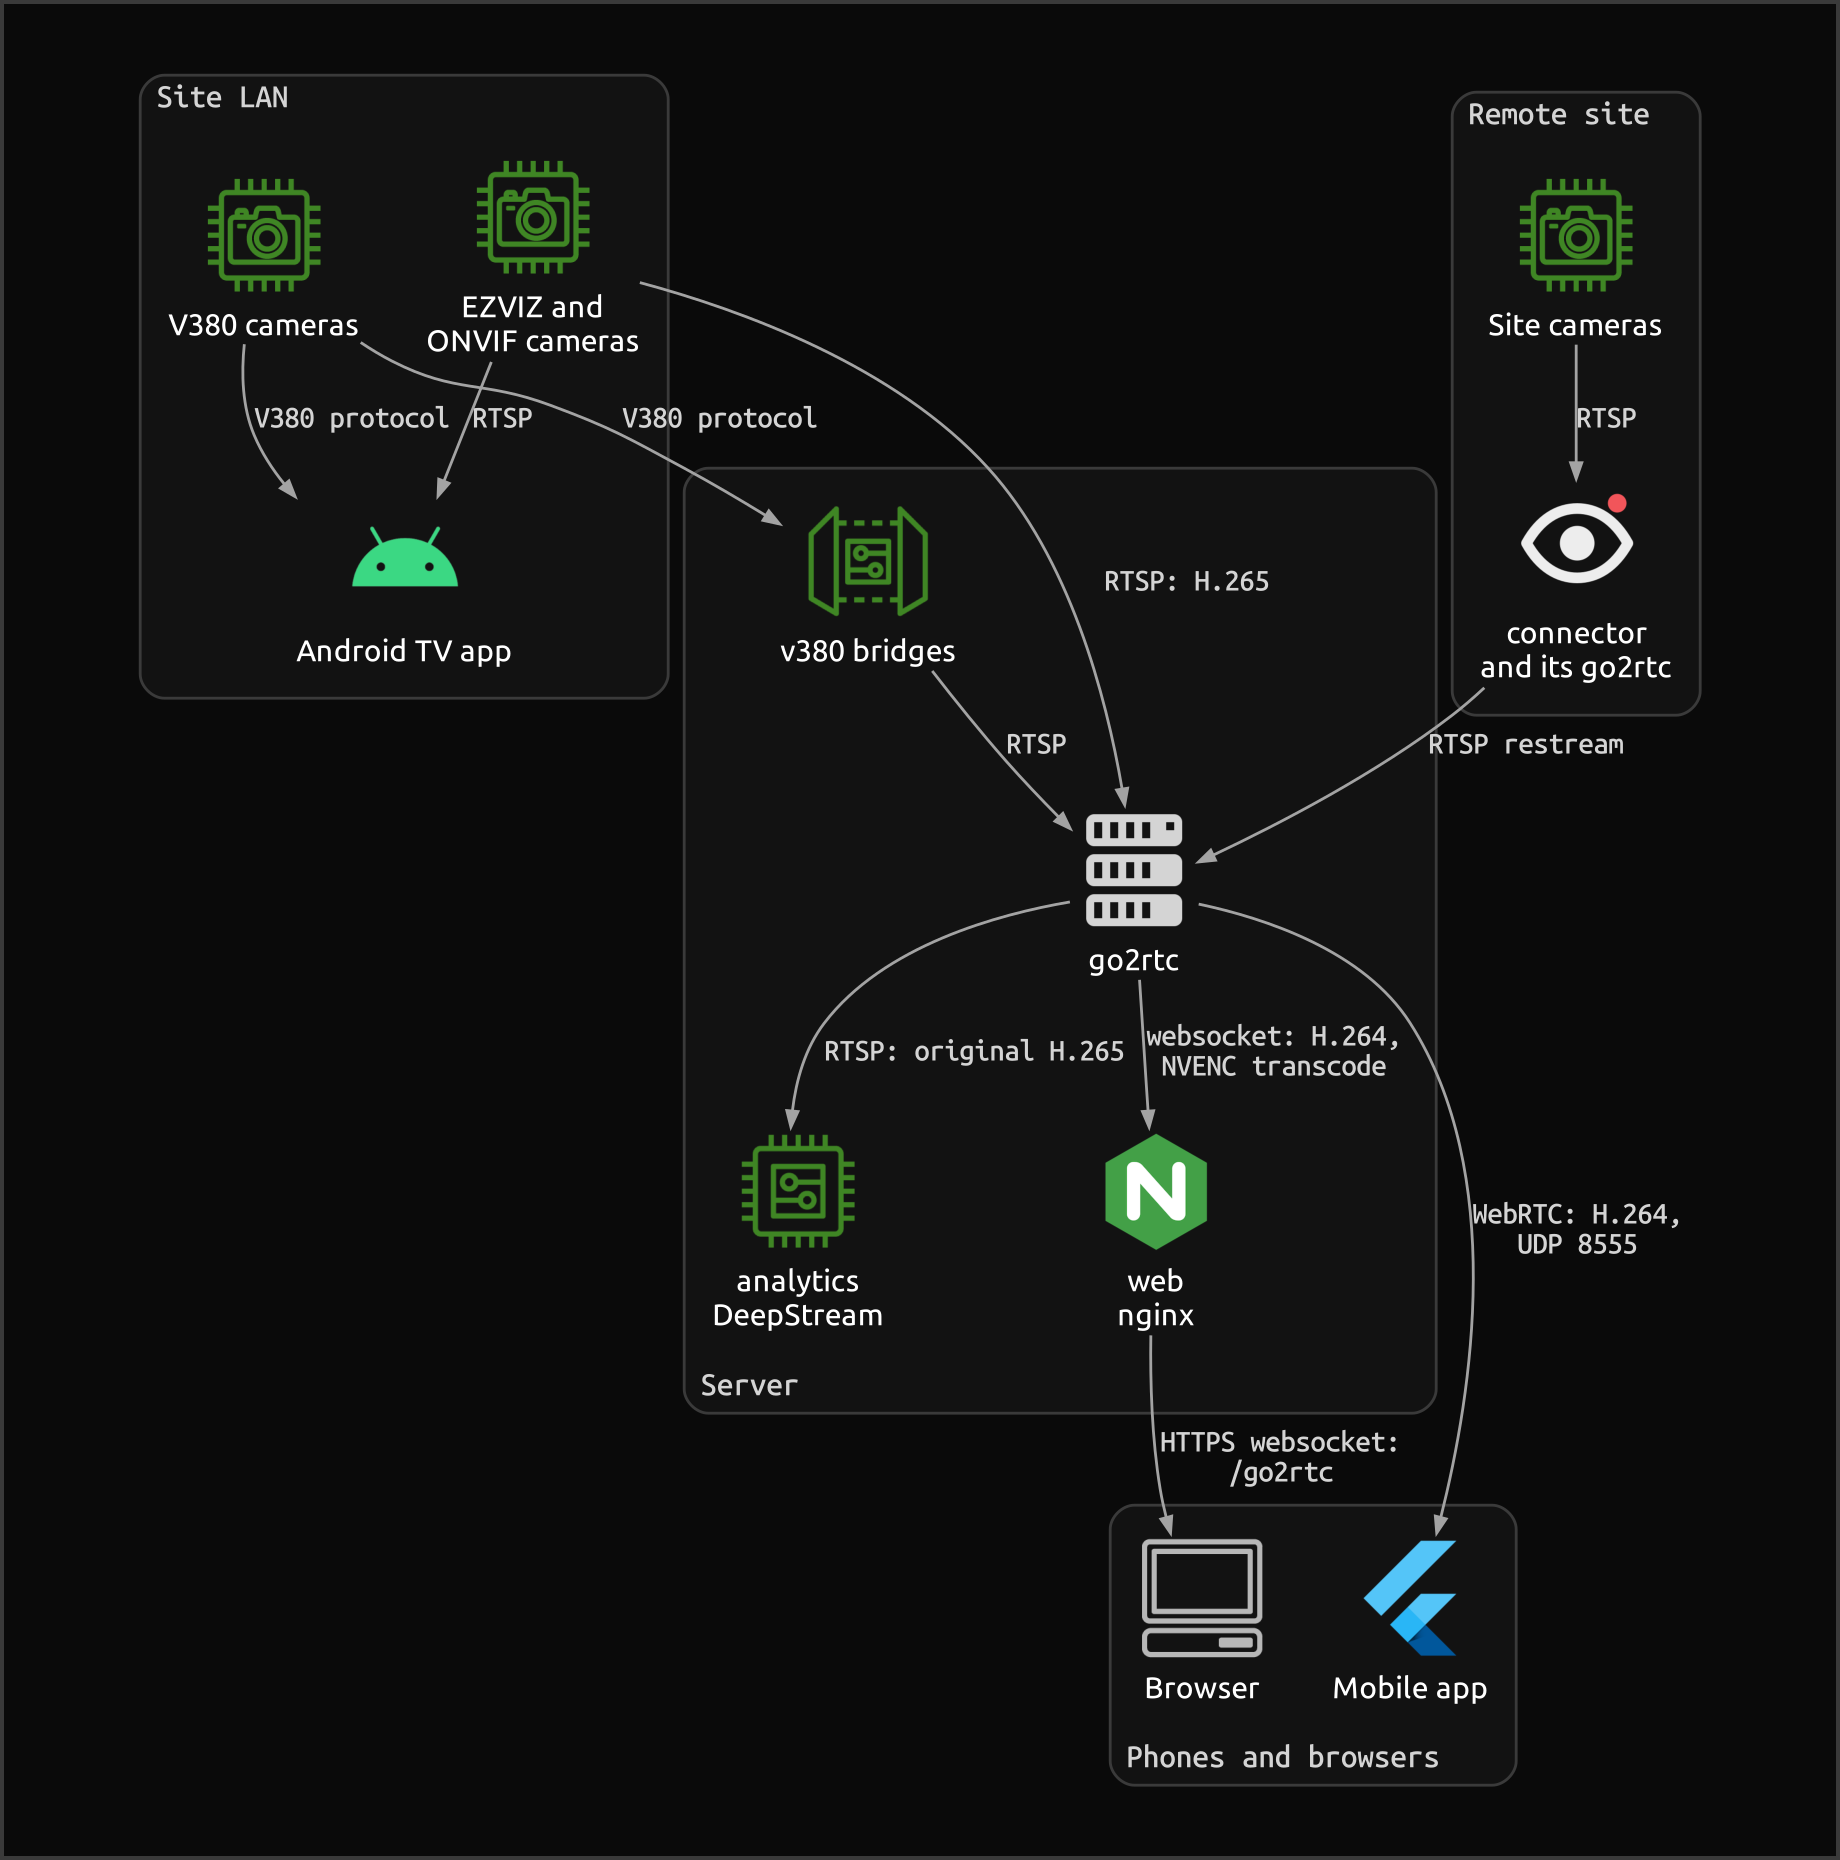 Site LAN
Remote site
V380 cameras
EZVIZ and
ONVIF cameras
Site cameras
V380 protocol
RTSP
V380 protocol
RTSP
v380 bridges
RTSP: H.265
connector
and its go2rtc
Android TV app
RTSP
RTSP restream
go2rtc
RTSP: original H.265
websocket: H.264,
NVENC transcode
WebRTC: H.264,
UDP 8555
analytics
DeepStream
web
nginx
Server
HTTPS websocket:
/go2rtc
Browser
Mobile app
Phones and browsers